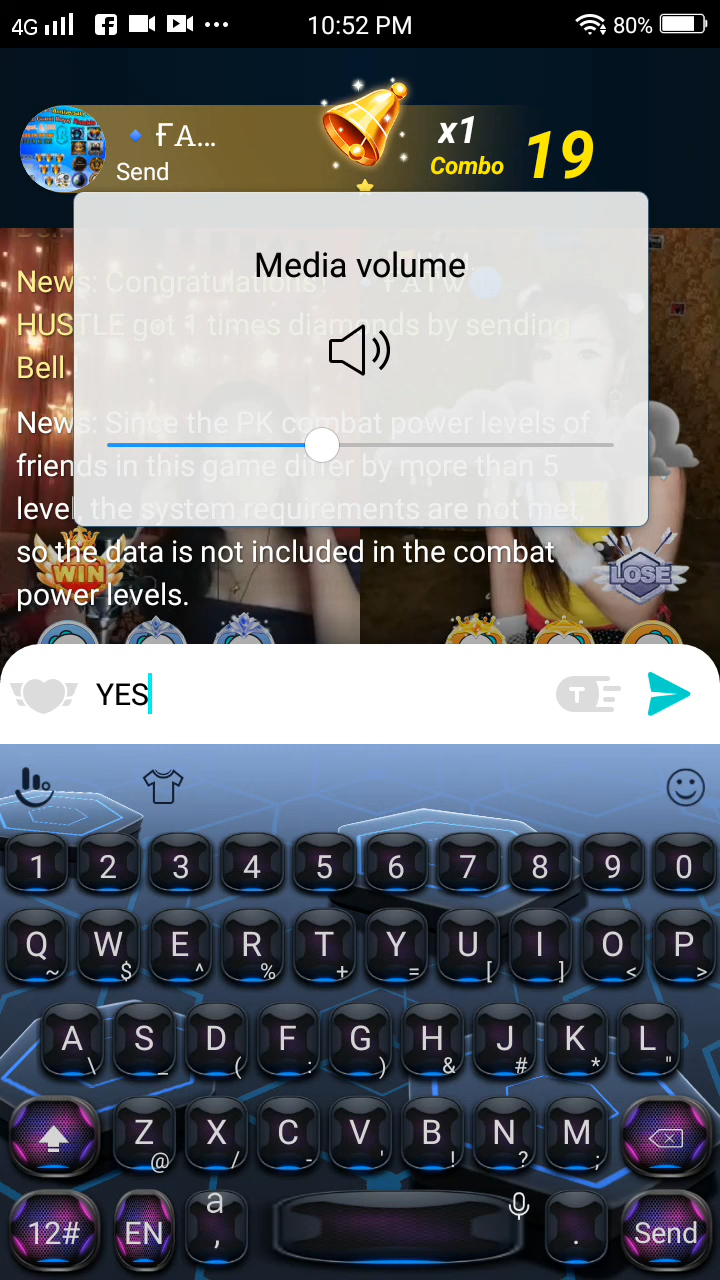 4G 10:52 PM 80%
ҒA...
Send
x1
Combo
19
Media volume
News: Congratulations!
HUSTLE got 1 times diamonds by sending
Bell
News: Since the PK combat power levels of
friends in this game differ by more than 5
level, the system requirements are not met,
so the data is not included in the combat
power levels.
WIN
LOSE
YES
T
1 2 3 4 5 6 7 8 9 0
Q W E R T Y U I O P
~ $ ^ % + = [ ] < >
A S D F G H J K L
\ _ ( : ) & # * "
Z X C V B N M
@ / - ' ! ? ;
12# EN a , . Send